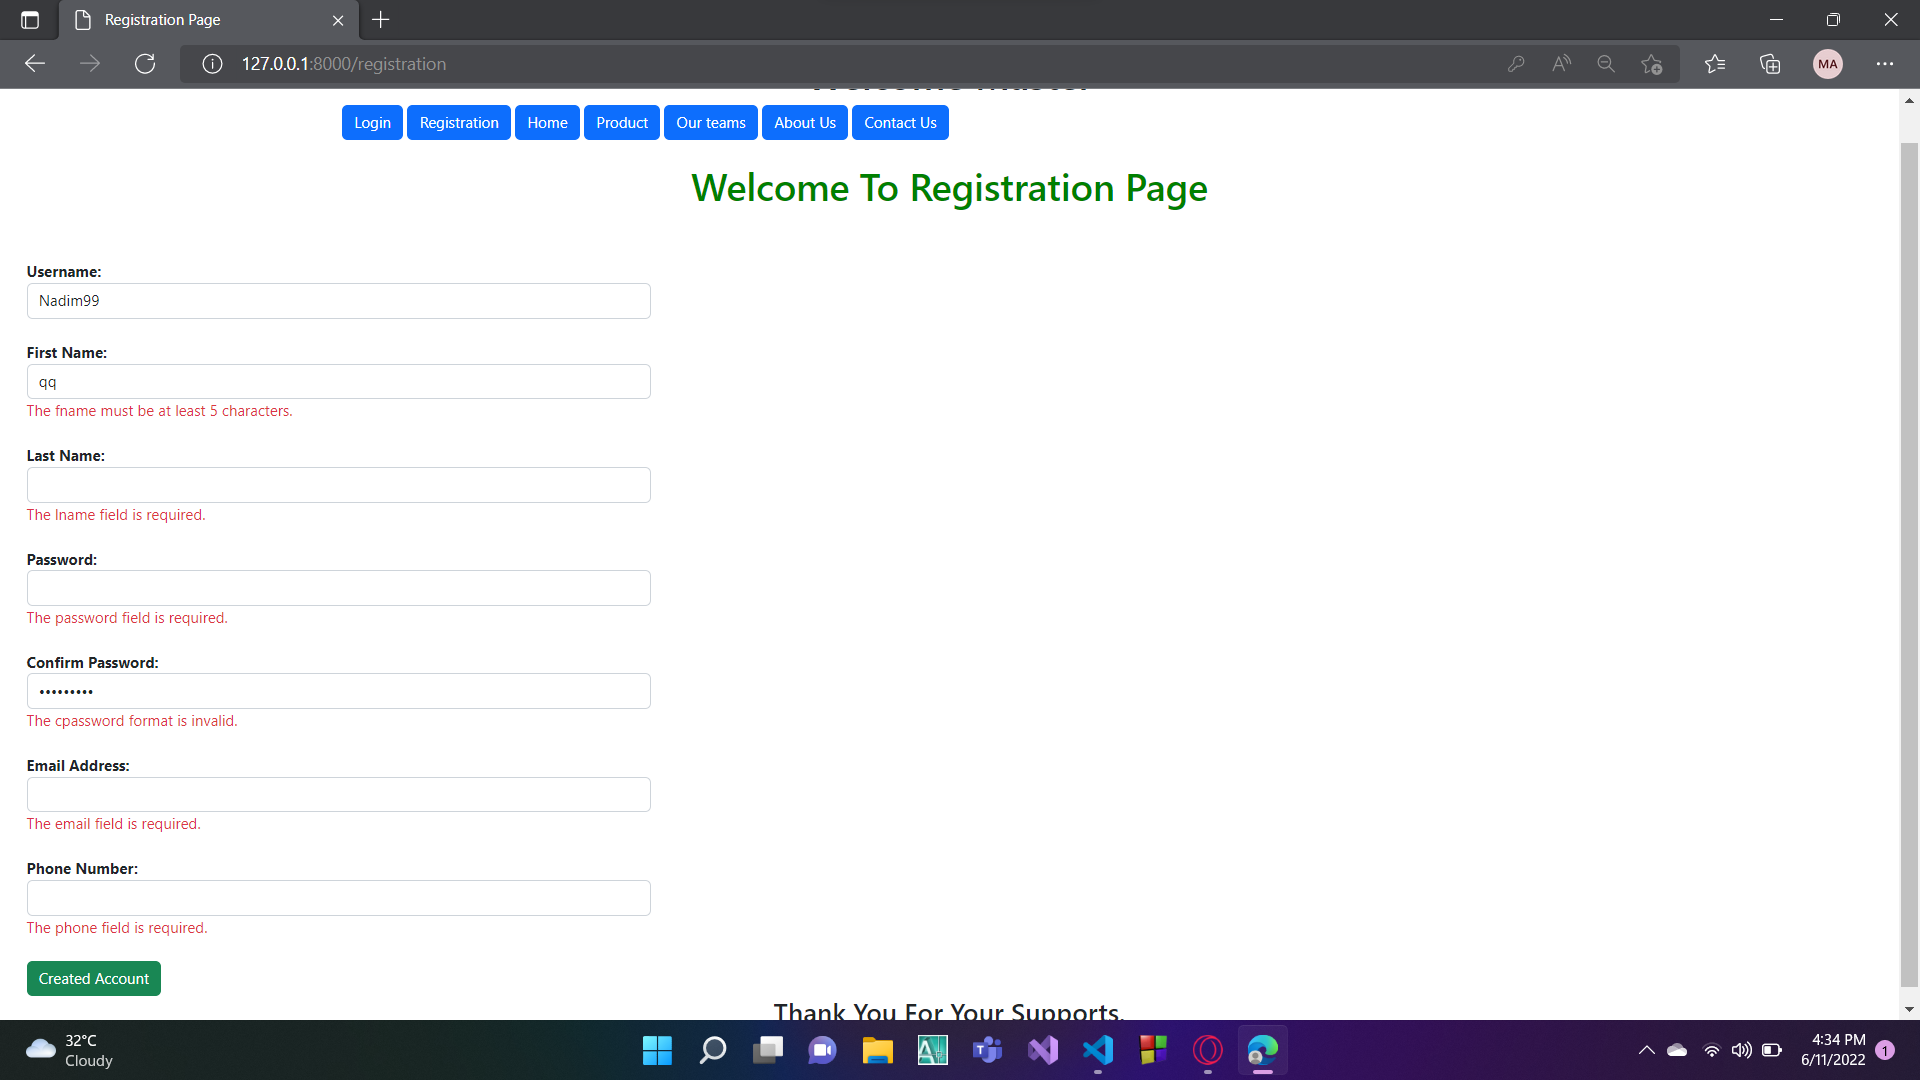 Registration Page
127.0.0.1:8000/registration
MA
Welcome Master
Login Registration Home Product Our teams About Us Contact Us
Welcome To Registration Page
Username:
Nadim99
First Name:
qq
The fname must be at least 5 characters.
Last Name:
The lname field is required.
Password:
The password field is required.
Confirm Password:
•••••••••
The cpassword format is invalid.
Email Address:
The email field is required.
Phone Number:
The phone field is required.
Created Account
Thank You For Your Supports.
32°C
Cloudy
4:34 PM
6/11/2022
1